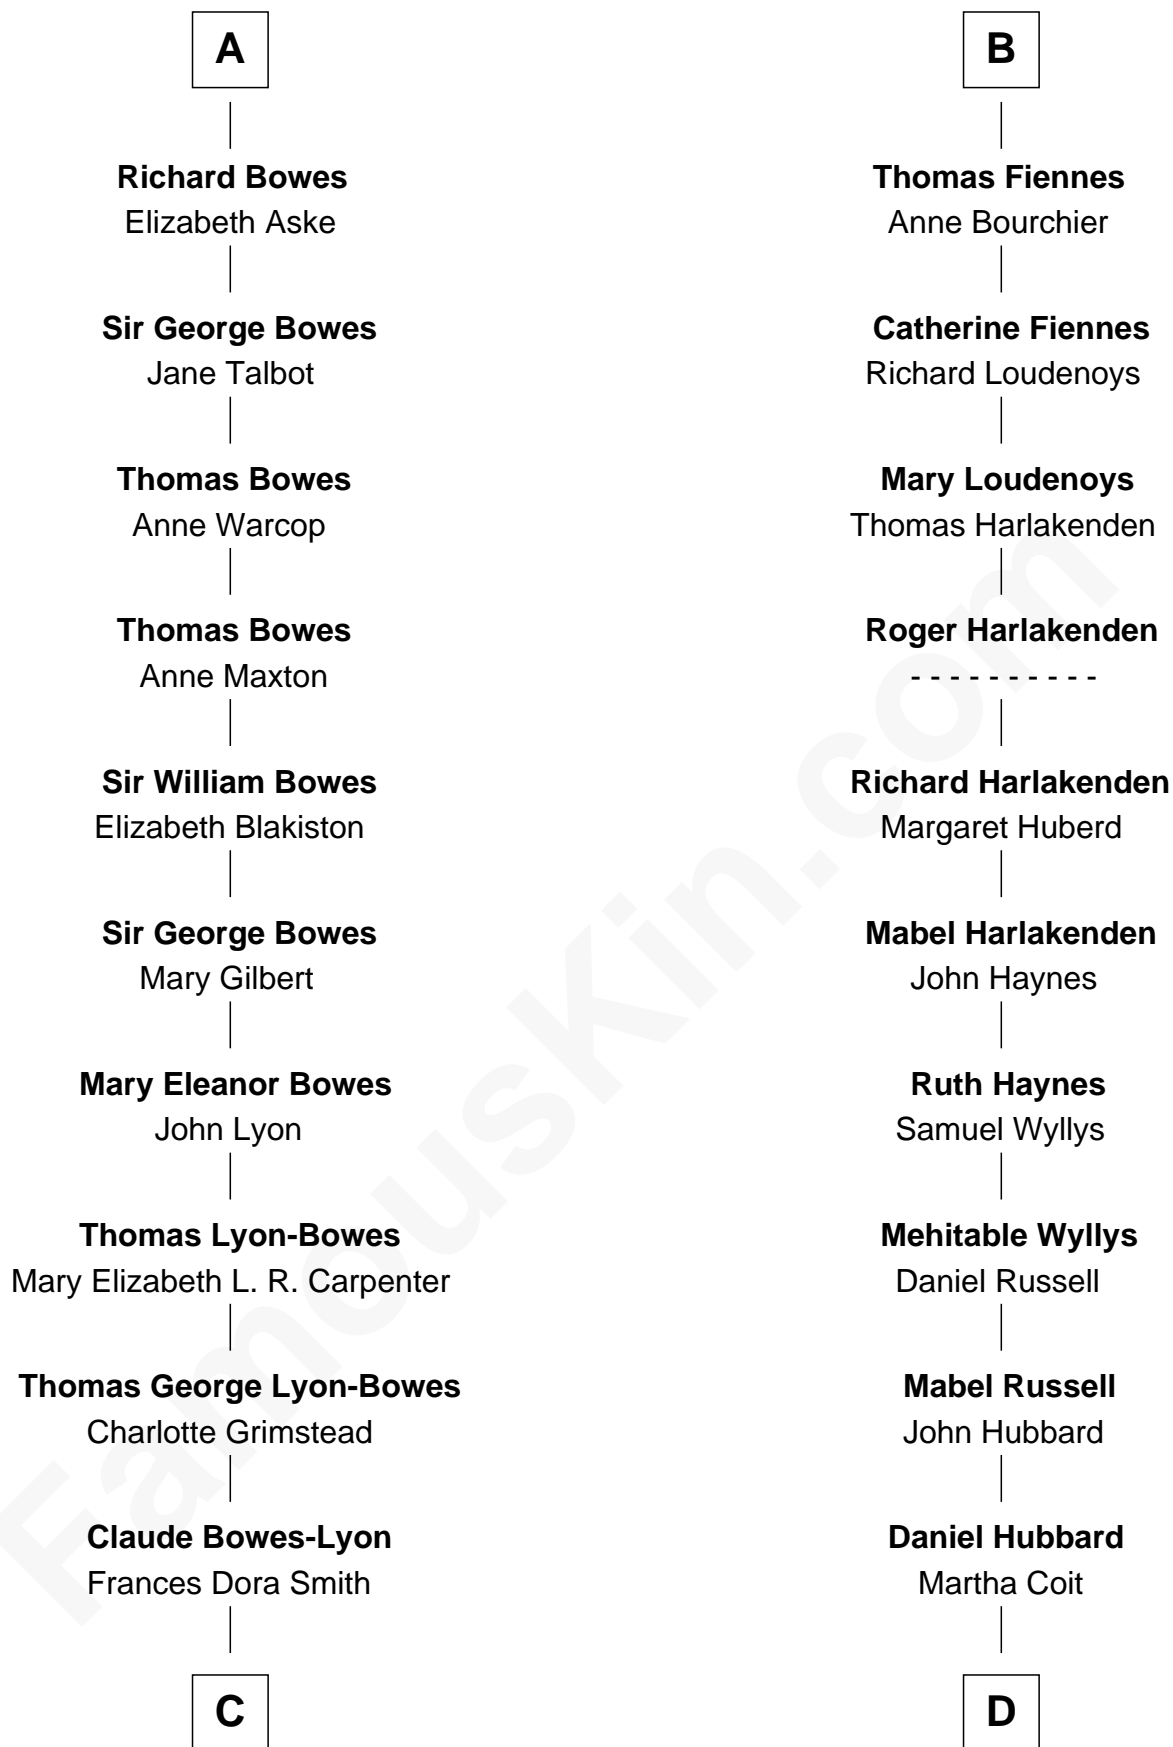 A
Richard Bowes
Elizabeth Aske
Sir George Bowes
Jane Talbot
Thomas Bowes
Anne Warcop
Thomas Bowes
Anne Maxton
Sir William Bowes
Elizabeth Blakiston
Sir George Bowes
Mary Gilbert
Mary Eleanor Bowes
John Lyon
Thomas Lyon-Bowes
Mary Elizabeth L. R. Carpenter
Thomas George Lyon-Bowes
Charlotte Grimstead
Claude Bowes-Lyon
Frances Dora Smith
C
B
Thomas Fiennes
Anne Bourchier
Catherine Fiennes
Richard Loudenoys
Mary Loudenoys
Thomas Harlakenden
Roger Harlakenden
- - - - - - - - - -
Richard Harlakenden
Margaret Huberd
Mabel Harlakenden
John Haynes
Ruth Haynes
Samuel Wyllys
Mehitable Wyllys
Daniel Russell
Mabel Russell
John Hubbard
Daniel Hubbard
Martha Coit
D
FamousKin.com